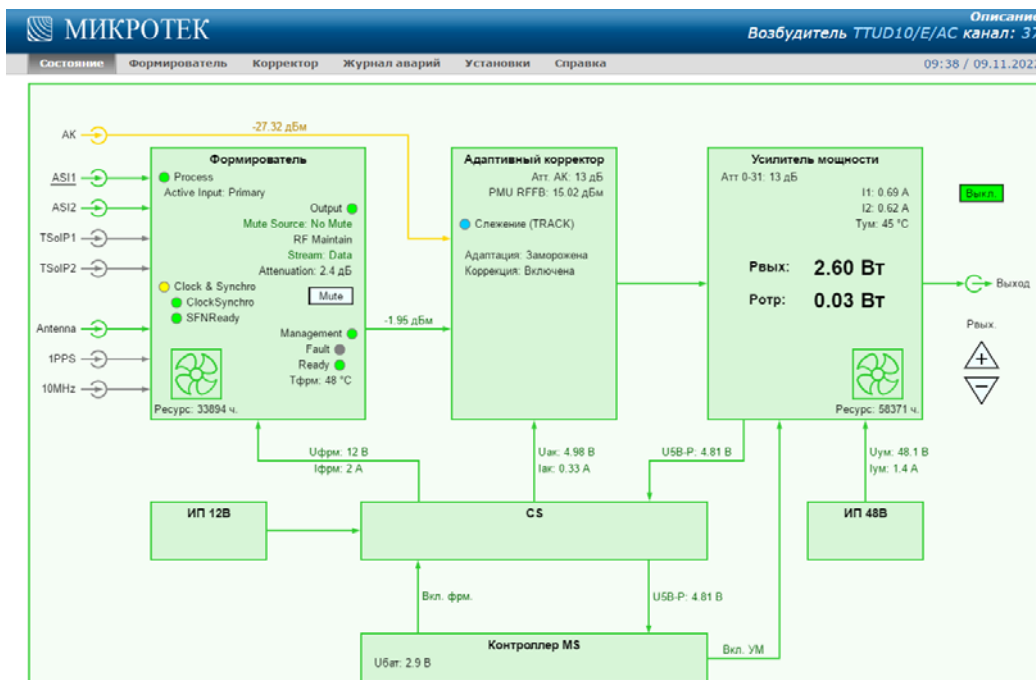 Описание
МИКРОТЕК
Возбудитель TTUD10/E/AC канал: 37
Состояние Формирователь Корректор Журнал аварий Установки Справка
09:38 / 09.11.202
АК
-27.32 дБм
ASI1
ASI2
TSoIP1
TSoIP2
Antenna
1PPS
10MHz
Формирователь
Process
Active Input: Primary
Output
Mute Source: No Mute
RF Maintain
Stream: Data
Attenuation: 2.4 дБ
Clock & Synchro
Mute
ClockSynchro
SFNReady
Management
Fault
Ready
Тфрм: 48 °C
Ресурс: 33894 ч.
-1.95 дБм
Адаптивный корректор
Атт. АК: 13 дБ
PMU RFFB: 15.02 дБм
Слежение (TRACK)
Адаптация: Заморожена
Коррекция: Включена
Усилитель мощности
Атт 0-31: 13 дБ
I1: 0.69 А
I2: 0.62 А
Тум: 45 °C
Рвых: 2.60 Вт
Ротр: 0.03 Вт
Ресурс: 58371 ч.
Выкл.
Выход
Рвых.
Uфрм: 12 В
Iфрм: 2 А
Uак: 4.98 В
Iак: 0.33 А
U5В-Р: 4.81 В
Uум: 48.1 В
Iум: 1.4 А
ИП 12В
CS
ИП 48В
Вкл. фрм.
U5В-Р: 4.81 В
Контроллер MS
Uбат: 2.9 В
Вкл. УМ